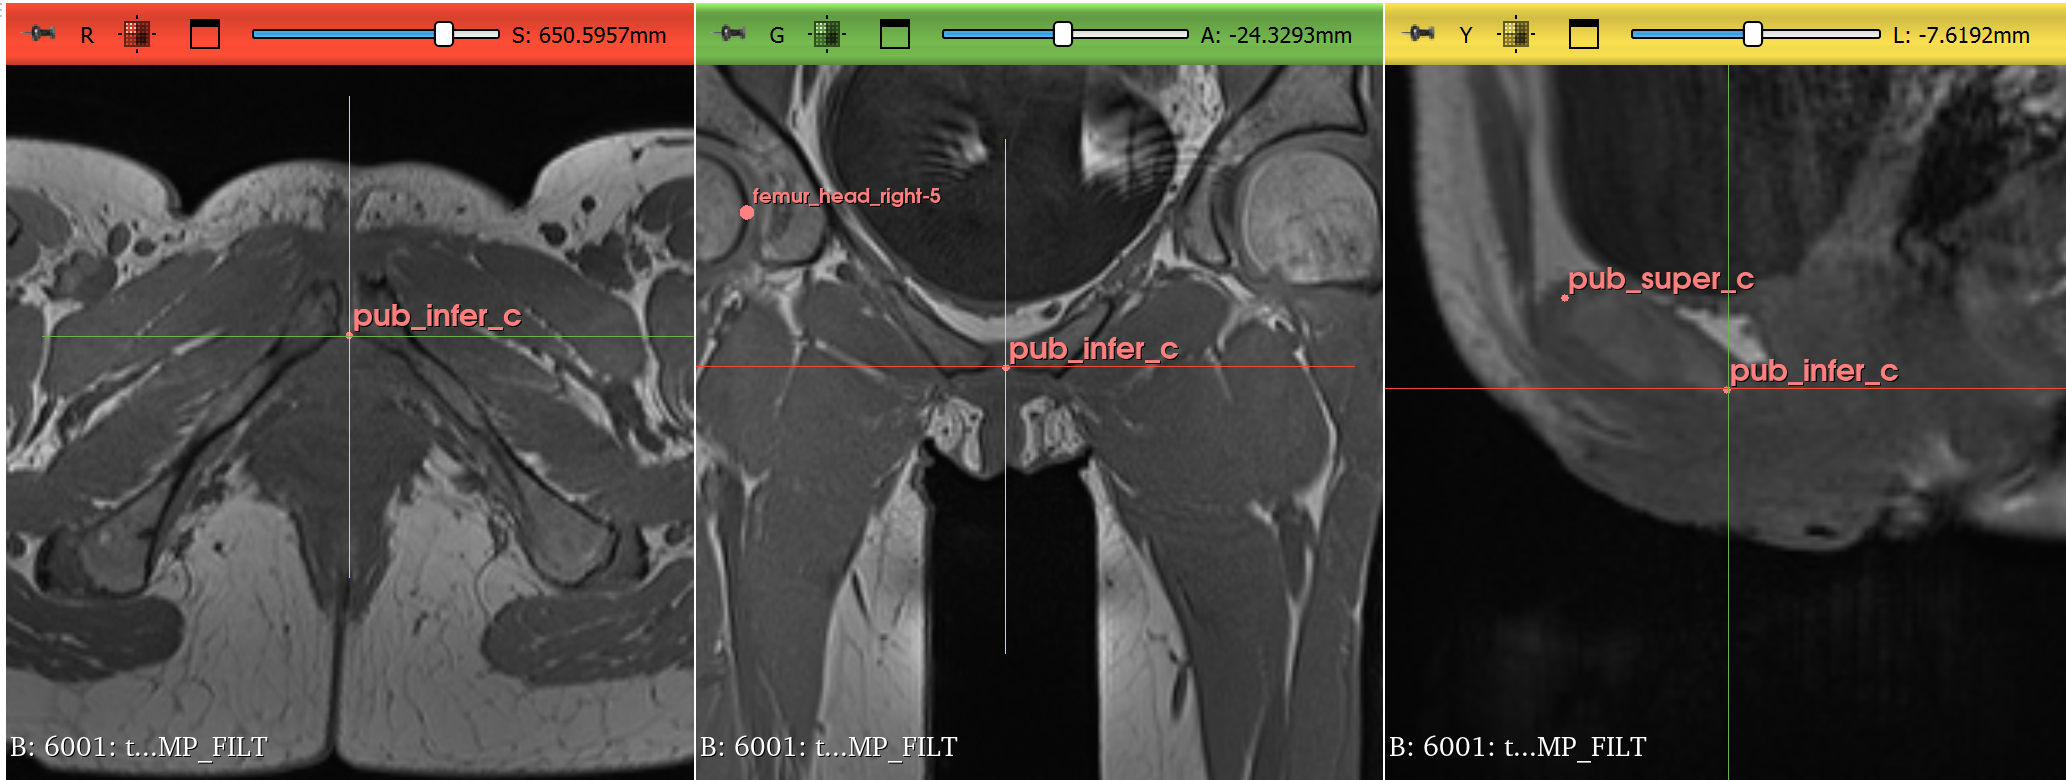 R S: 650.5957mm
G A: -24.3293mm
Y L: -7.6192mm
femur_head_right-5
pub_super_c
pub_infer_c
pub_infer_c
pub_infer_c
B: 6001: t...MP_FILT
B: 6001: t...MP_FILT
B: 6001: t...MP_FILT